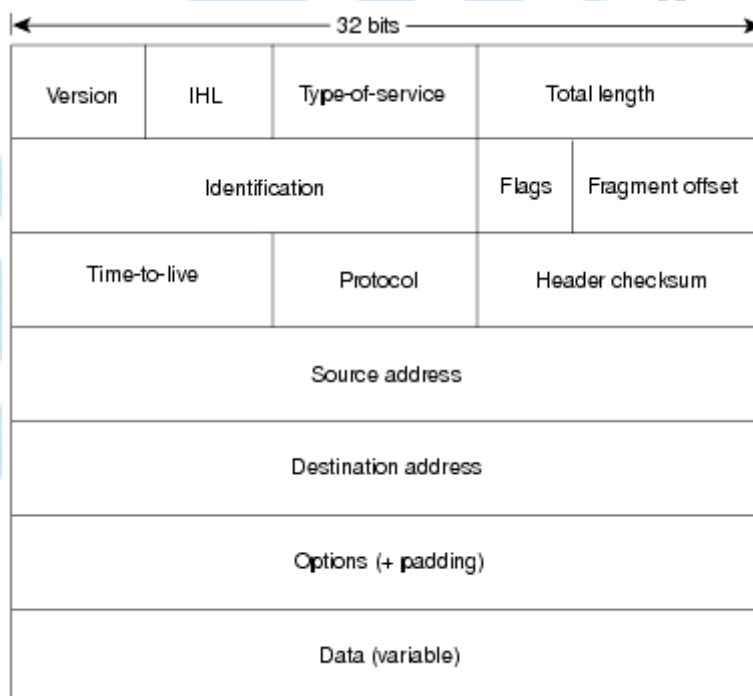 32 bits
Version IHL Type-of-service Total length
Identification Flags Fragment offset
Time-to-live Protocol Header checksum
Source address
Destination address
Options (+ padding)
Data (variable)